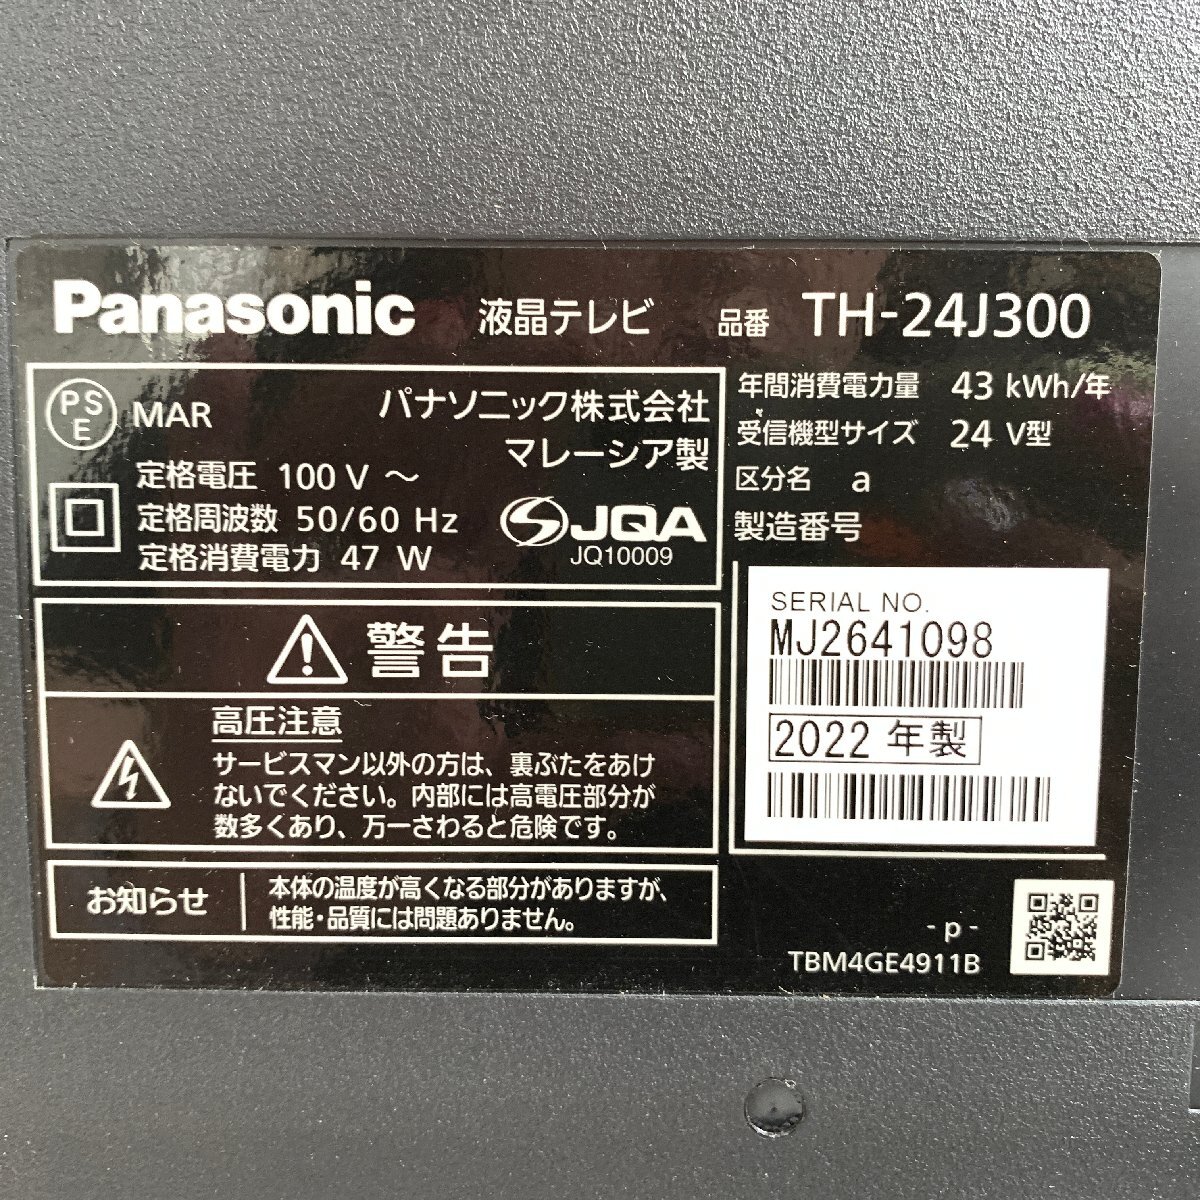 Panasonic 液晶テレビ 品番 TH-24J300
PS
E
MAR
パナソニック株式会社
マレーシア製
定格電圧 100 V ～
定格周波数 50/60 Hz
定格消費電力 47 W
JQA
JQ10009
年間消費電力量 43 kWh/年
受信機型サイズ 24 V型
区分名 a
製造番号
SERIAL NO.
MJ2641098
2022 年製
警告
高圧注意
サービスマン以外の方は、裏ぶたをあけ
ないでください。内部には高電圧部分が
数多くあり、万一さわると危険です。
お知らせ
本体の温度が高くなる部分がありますが、
性能・品質には問題ありません。
- p -
TBM4GE4911B